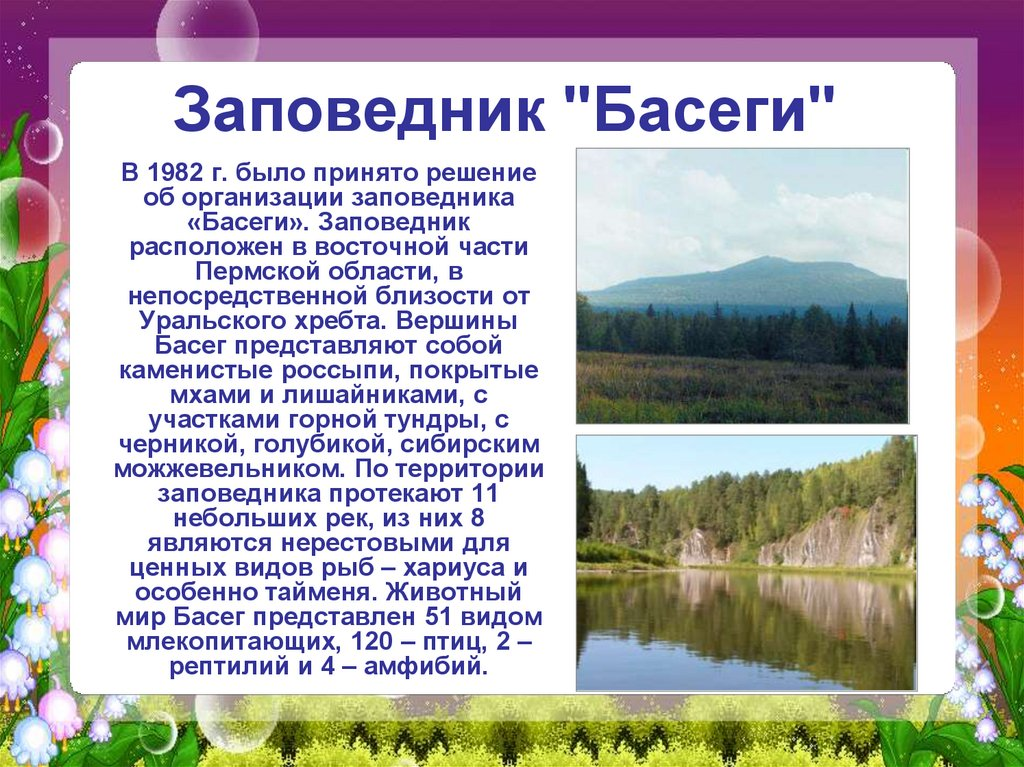 Заповедник "Басеги"
В 1982 г. было принято решение
об организации заповедника
«Басеги». Заповедник
расположен в восточной части
Пермской области, в
непосредственной близости от
Уральского хребта. Вершины
Басег представляют собой
каменистые россыпи, покрытые
мхами и лишайниками, с
участками горной тундры, с
черникой, голубикой, сибирским
можжевельником. По территории
заповедника протекают 11
небольших рек, из них 8
являются нерестовыми для
ценных видов рыб – хариуса и
особенно тайменя. Животный
мир Басег представлен 51 видом
млекопитающих, 120 – птиц, 2 –
рептилий и 4 – амфибий.